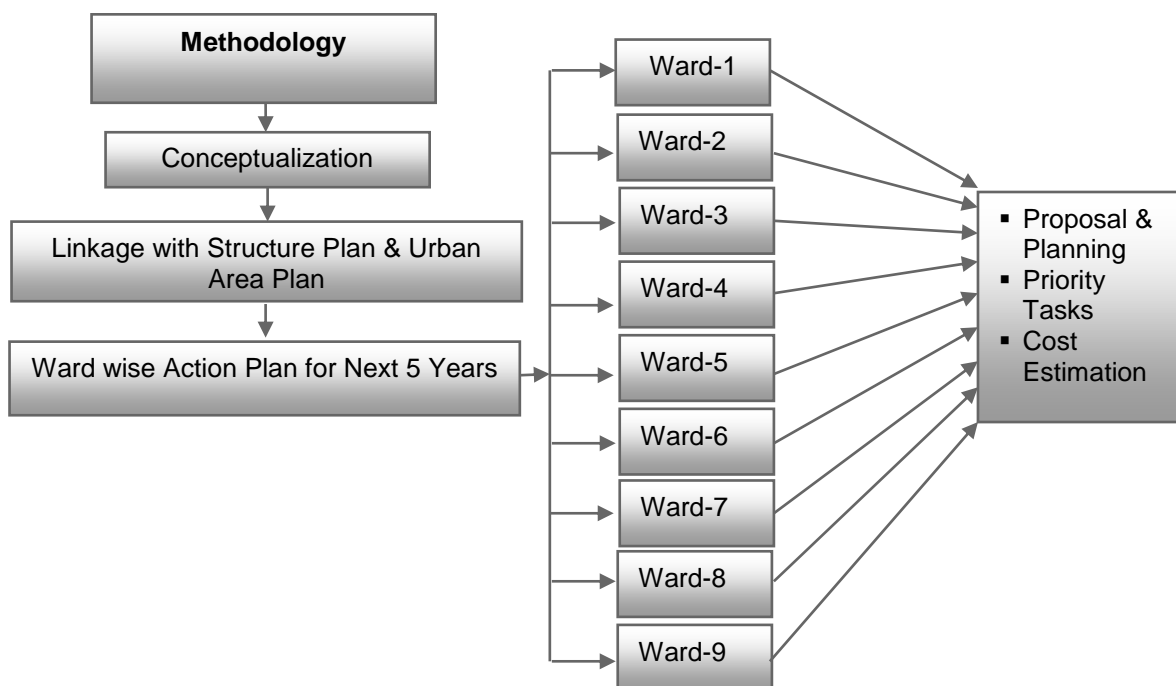 Methodology
Conceptualization
Linkage with Structure Plan & Urban
Area Plan
Ward wise Action Plan for Next 5 Years
Ward-1
Ward-2
Ward-3
Ward-4
Ward-5
Ward-6
Ward-7
Ward-8
Ward-9
▪ Proposal &
Planning
▪ Priority
Tasks
▪ Cost
Estimation